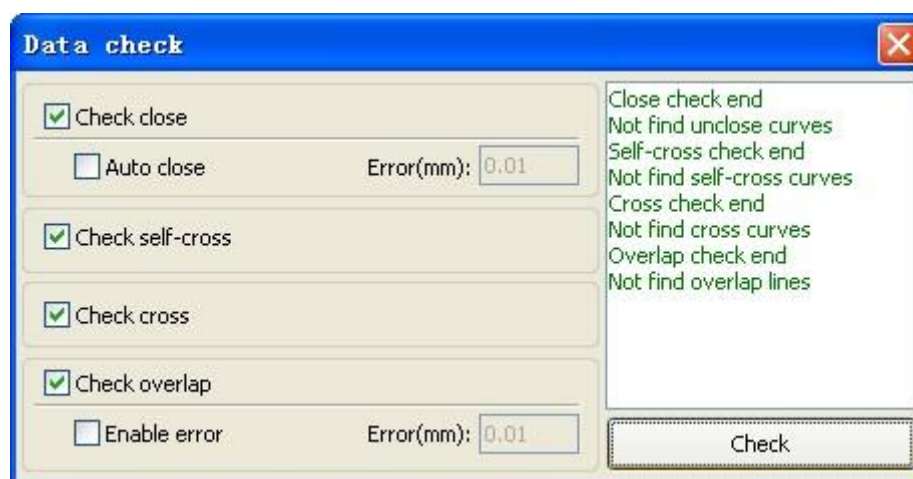 Data check
Check close
Auto close Error(mm): 0.01
Check self-cross
Check cross
Check overlap
Enable error Error(mm): 0.01
Close check end
Not find unclose curves
Self-cross check end
Not find self-cross curves
Cross check end
Not find cross curves
Overlap check end
Not find overlap lines
Check